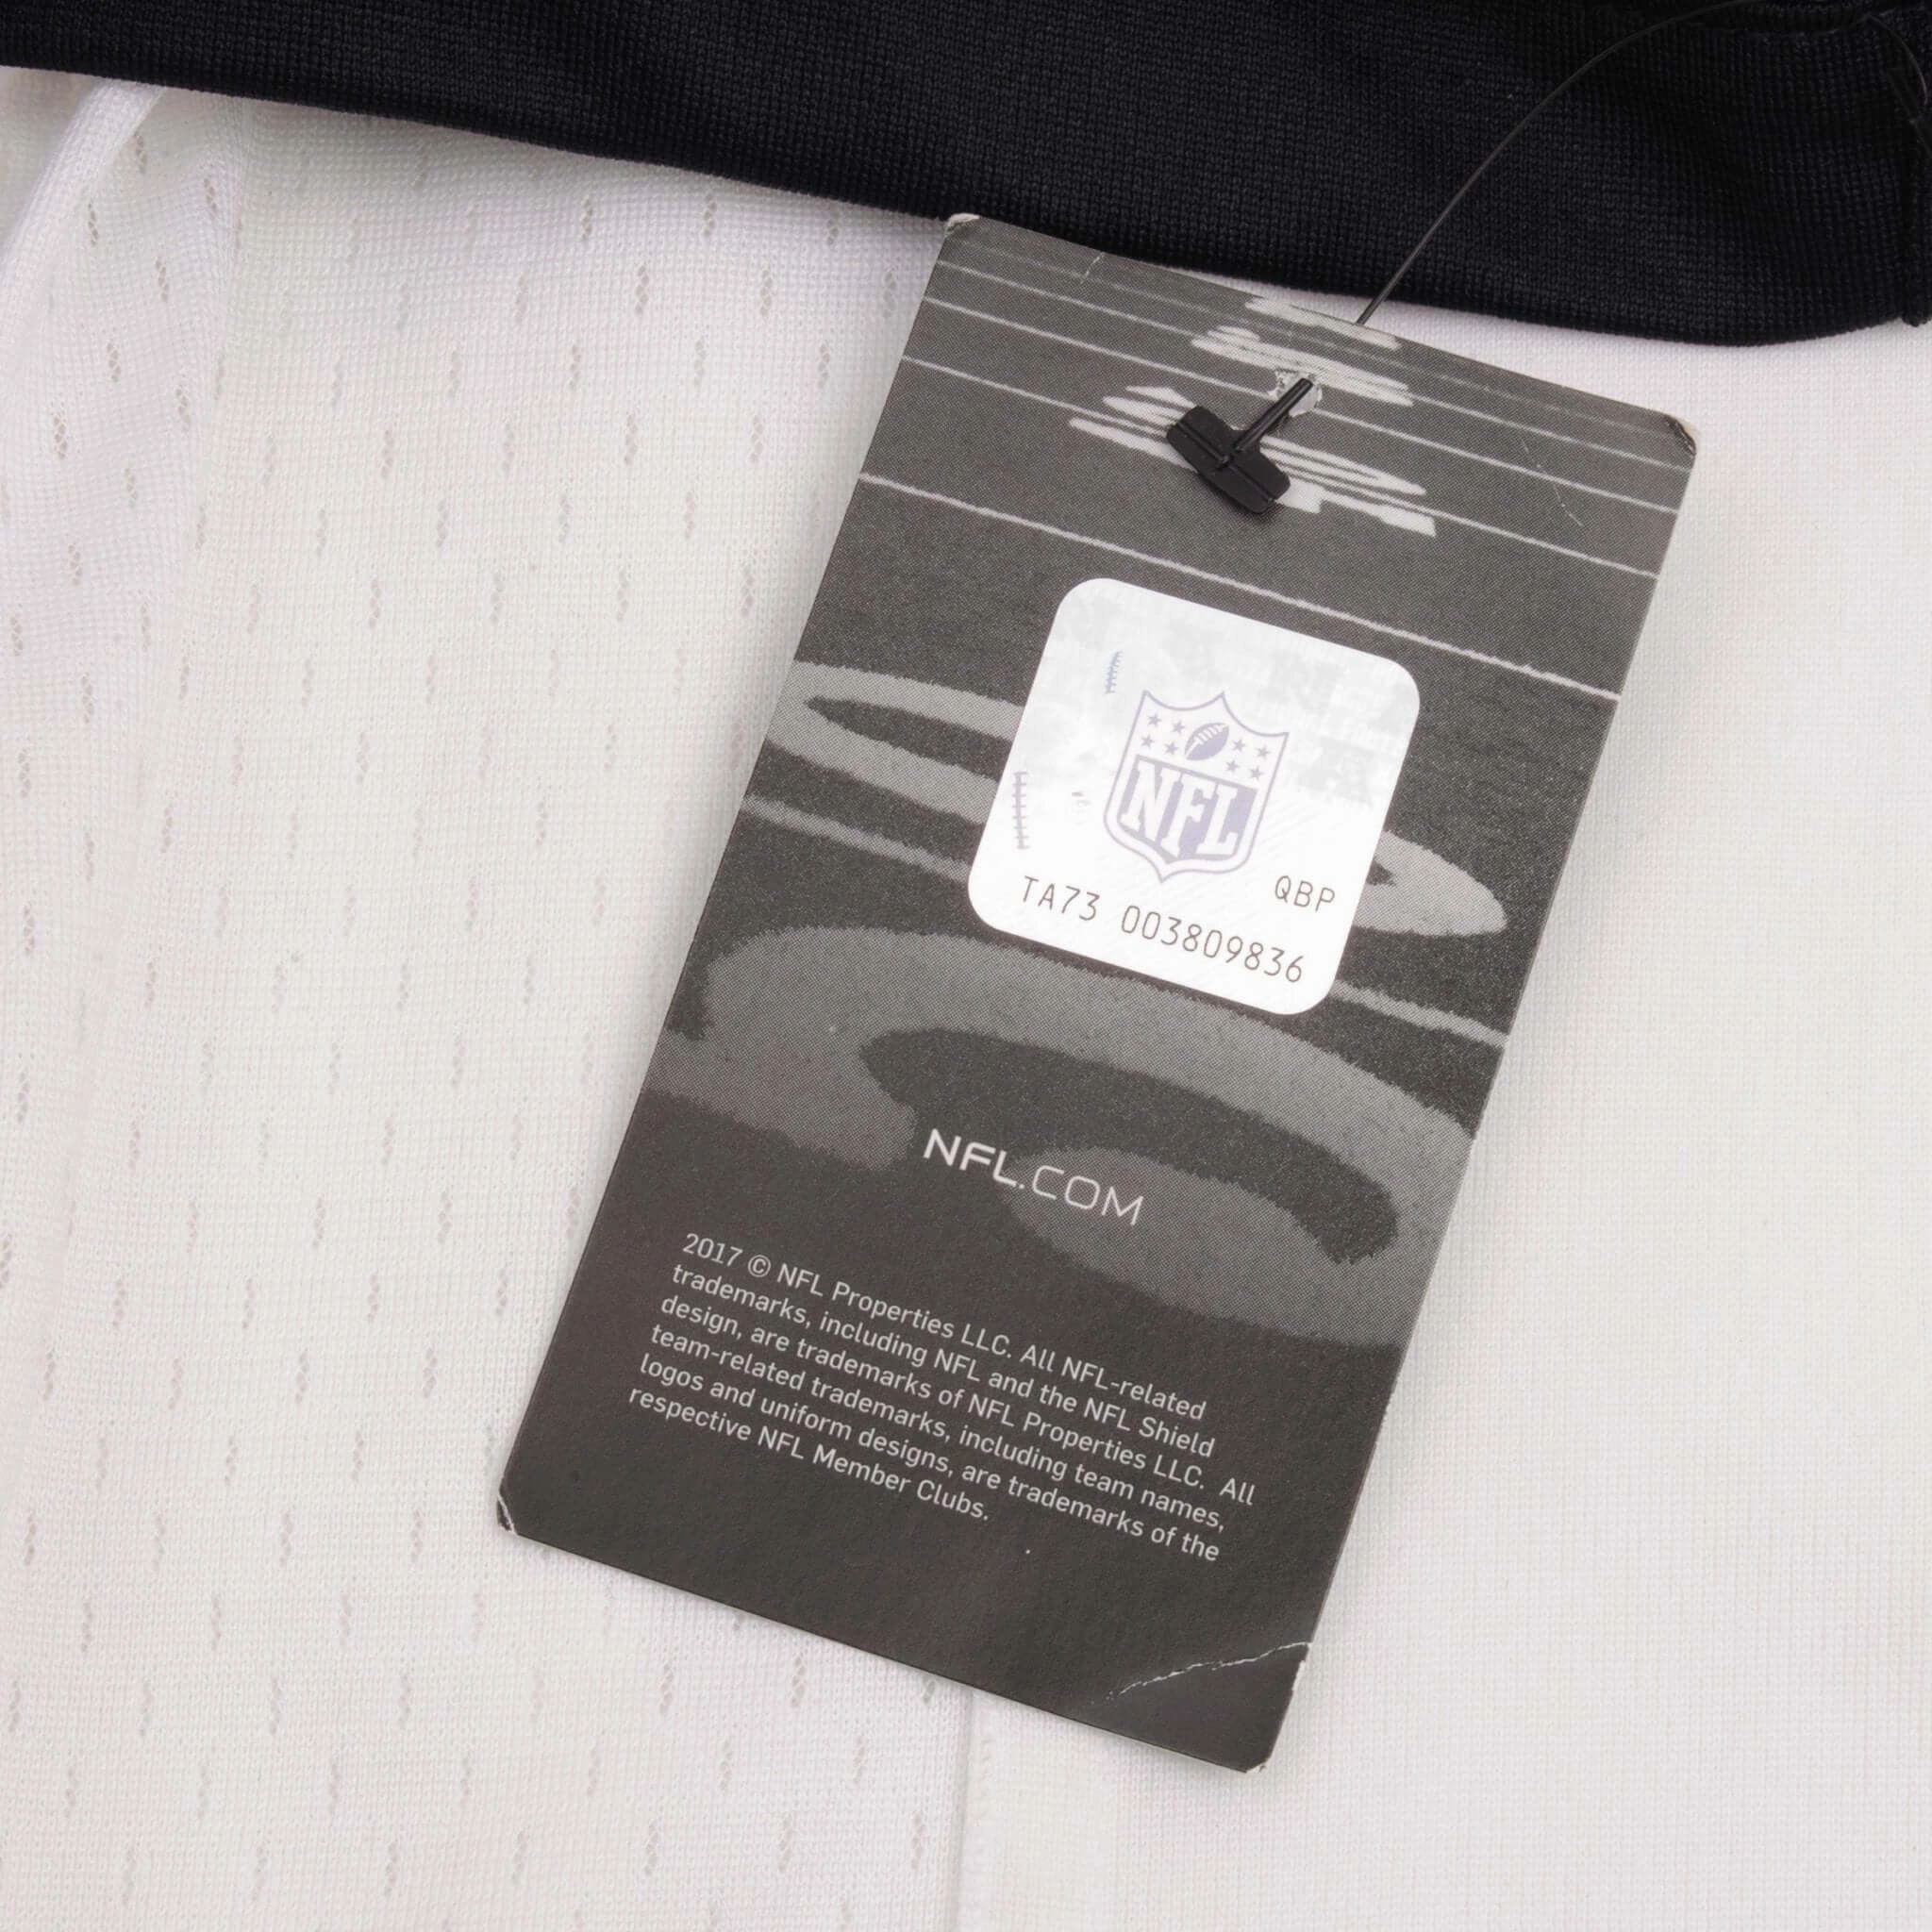 NFL
QBP
TA73 003809836
NFL.COM
2017 © NFL Properties LLC. All NFL-related
trademarks, including NFL and the NFL Shield
design, are trademarks of NFL Properties LLC. All
team-related trademarks, including team names,
logos and uniform designs, are trademarks of the
respective NFL Member Clubs.